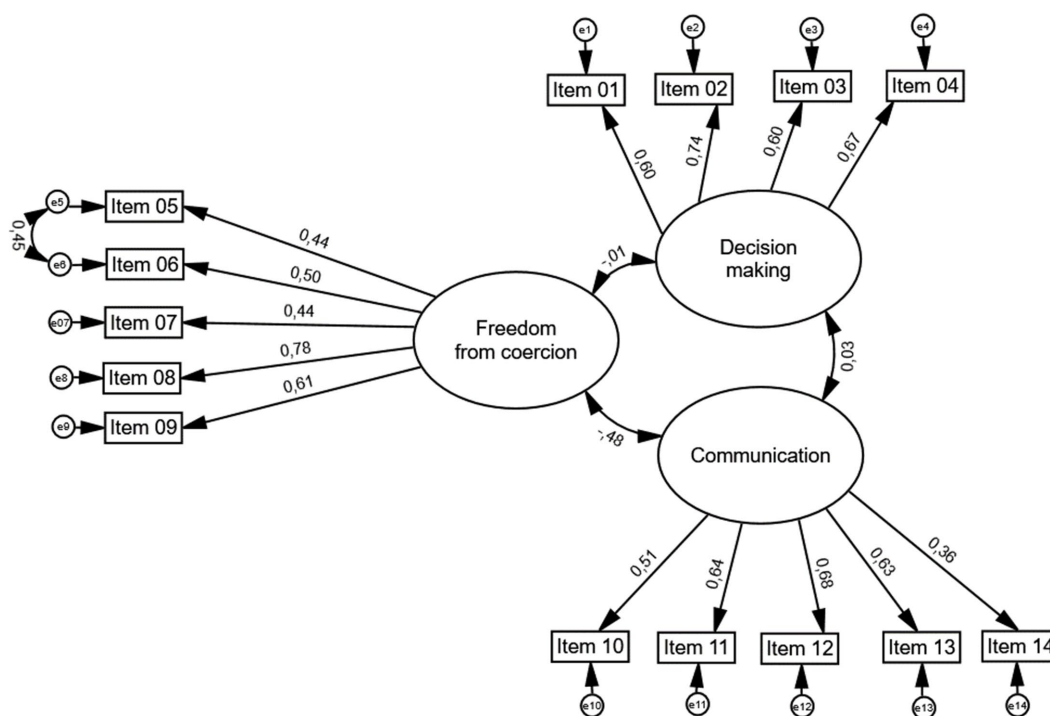 e1
e2
e3
e4
Item 01
Item 02
Item 03
Item 04
0,60
0,74
0,60
0,67
e5
Item 05
0,45
e6
Item 06
e07
Item 07
e8
Item 08
e9
Item 09
0,44
0,50
0,44
0,78
0,61
Freedom
from coercion
-,01
Decision
making
0,03
-,48
Communication
0,51
0,64
0,68
0,63
0,36
Item 10
Item 11
Item 12
Item 13
Item 14
e10
e11
e12
e13
e14